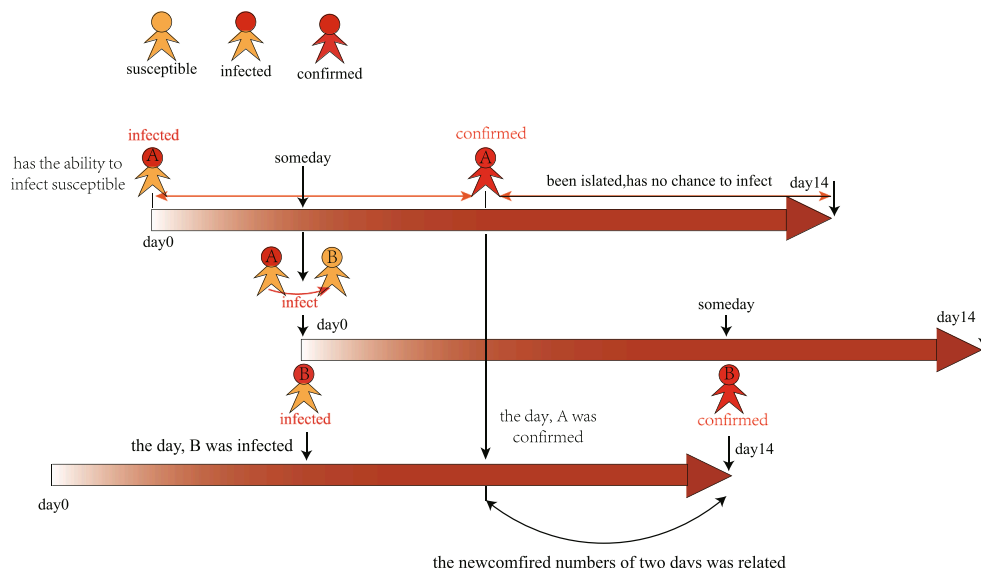 susceptible
infected
confirmed
infected
confirmed
has the ability to
infect susceptible
A
someday
A
been islated,has no chance to infect
day14
day0
A
B
infect
day0
someday
day14
B
infected
B
confirmed
the day, A was
confirmed
the day, B was infected
day14
day0
the newcomfired numbers of two days was related